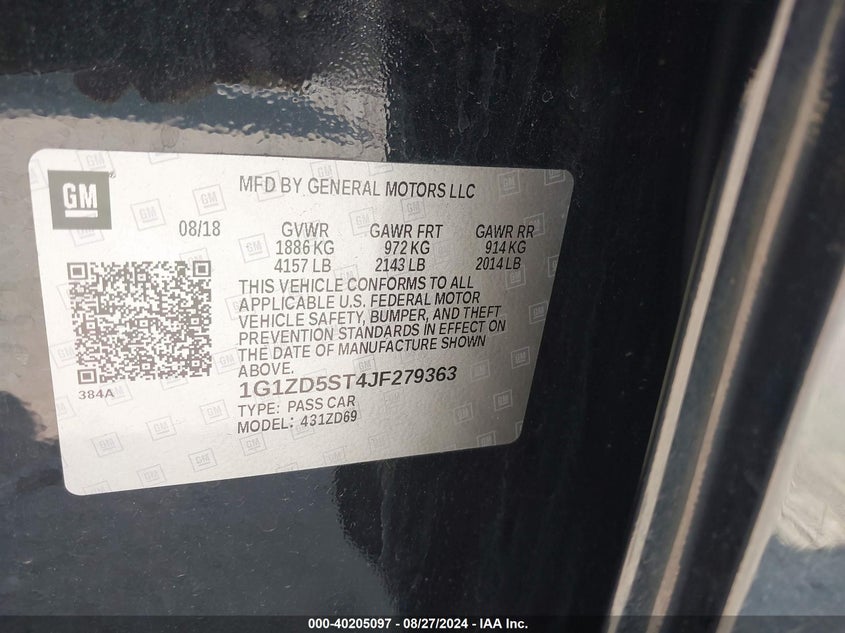 GM
MFD BY GENERAL MOTORS LLC
08/18 GVWR GAWR FRT GAWR RR
1886 KG 972 KG 914 KG
4157 LB 2143 LB 2014 LB
THIS VEHICLE CONFORMS TO ALL
APPLICABLE U.S. FEDERAL MOTOR
VEHICLE SAFETY, BUMPER, AND THEFT
PREVENTION STANDARDS IN EFFECT ON
THE DATE OF MANUFACTURE SHOWN
ABOVE.
384A
1G1ZD5ST4JF279363
TYPE: PASS CAR
MODEL: 431ZD69
000-40205097 - 08/27/2024 - IAA Inc.